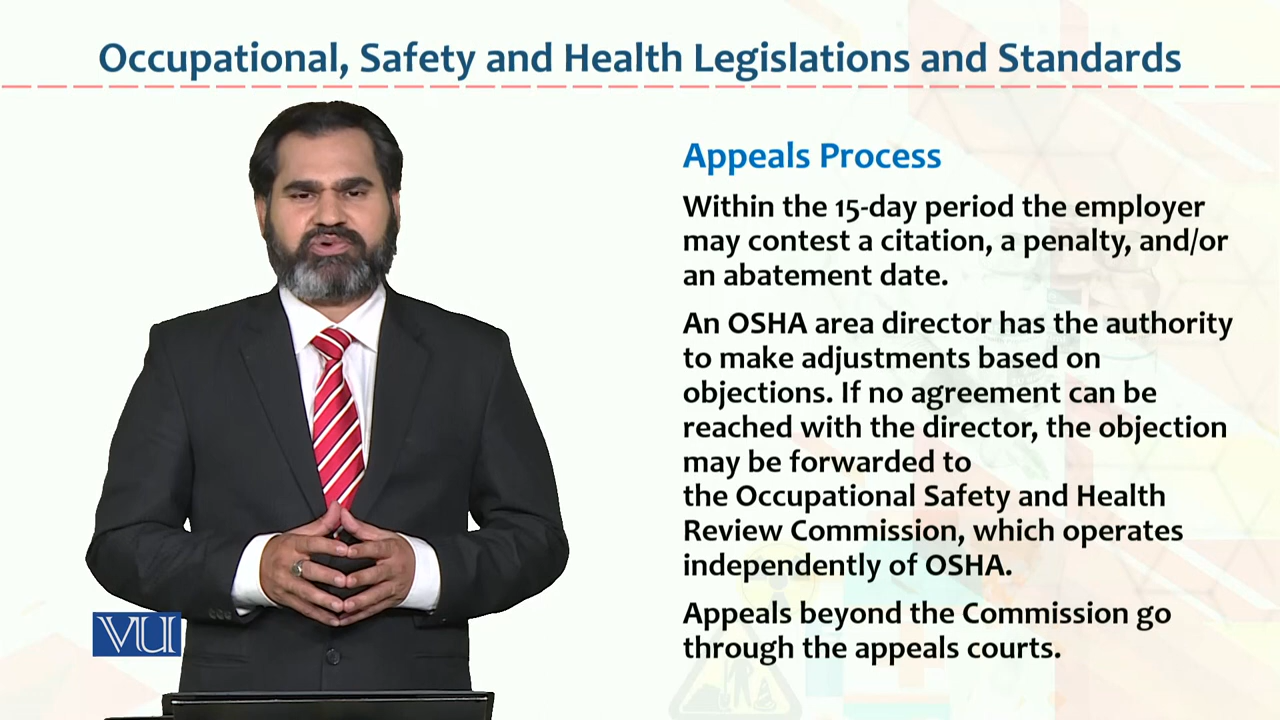 Occupational, Safety and Health Legislations and Standards
Appeals Process
Within the 15-day period the employer
may contest a citation, a penalty, and/or
an abatement date.
An OSHA area director has the authority
to make adjustments based on
objections. If no agreement can be
reached with the director, the objection
may be forwarded to
the Occupational Safety and Health
Review Commission, which operates
independently of OSHA.
Appeals beyond the Commission go
through the appeals courts.
VU